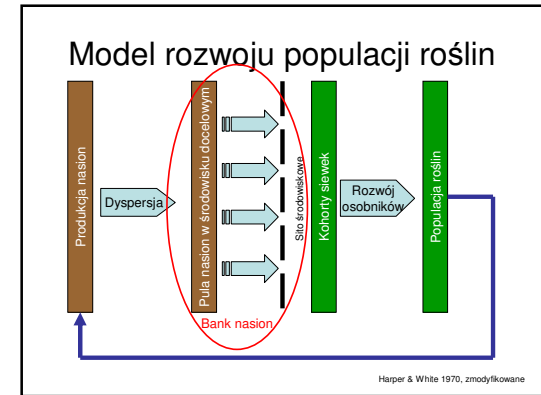 Model rozwoju populacji roślin
Produkcja nasion
Dyspersja
Pula nasion w środowisku docelowym
Bank nasion
Sito środowiskowe
Kohorty siewek
Rozwój
osobników
Populacja roślin
Harper & White 1970, zmodyfikowane